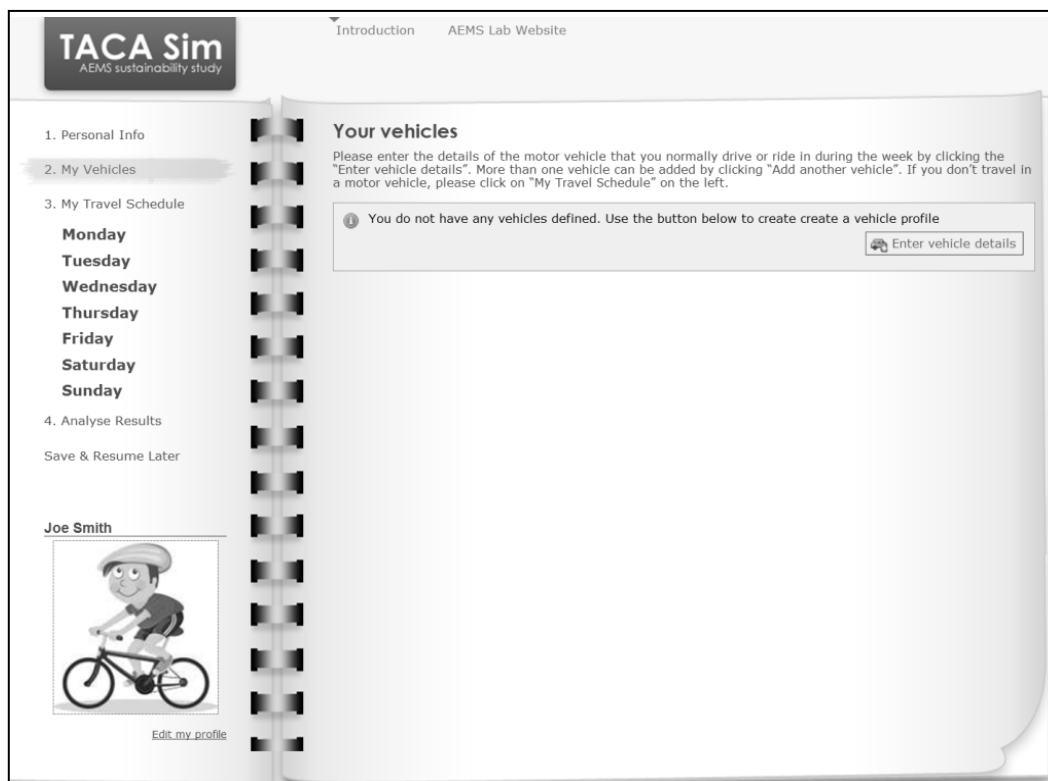 TACA Sim
AEMS sustainability study
Introduction
AEMS Lab Website
1. Personal Info
2. My Vehicles
3. My Travel Schedule
Monday
Tuesday
Wednesday
Thursday
Friday
Saturday
Sunday
4. Analyse Results
Save & Resume Later
Joe Smith
Edit my profile
Your vehicles
Please enter the details of the motor vehicle that you normally drive or ride in during the week by clicking the
"Enter vehicle details". More than one vehicle can be added by clicking "Add another vehicle". If you don't travel in
a motor vehicle, please click on "My Travel Schedule" on the left.
You do not have any vehicles defined. Use the button below to create create a vehicle profile
Enter vehicle details